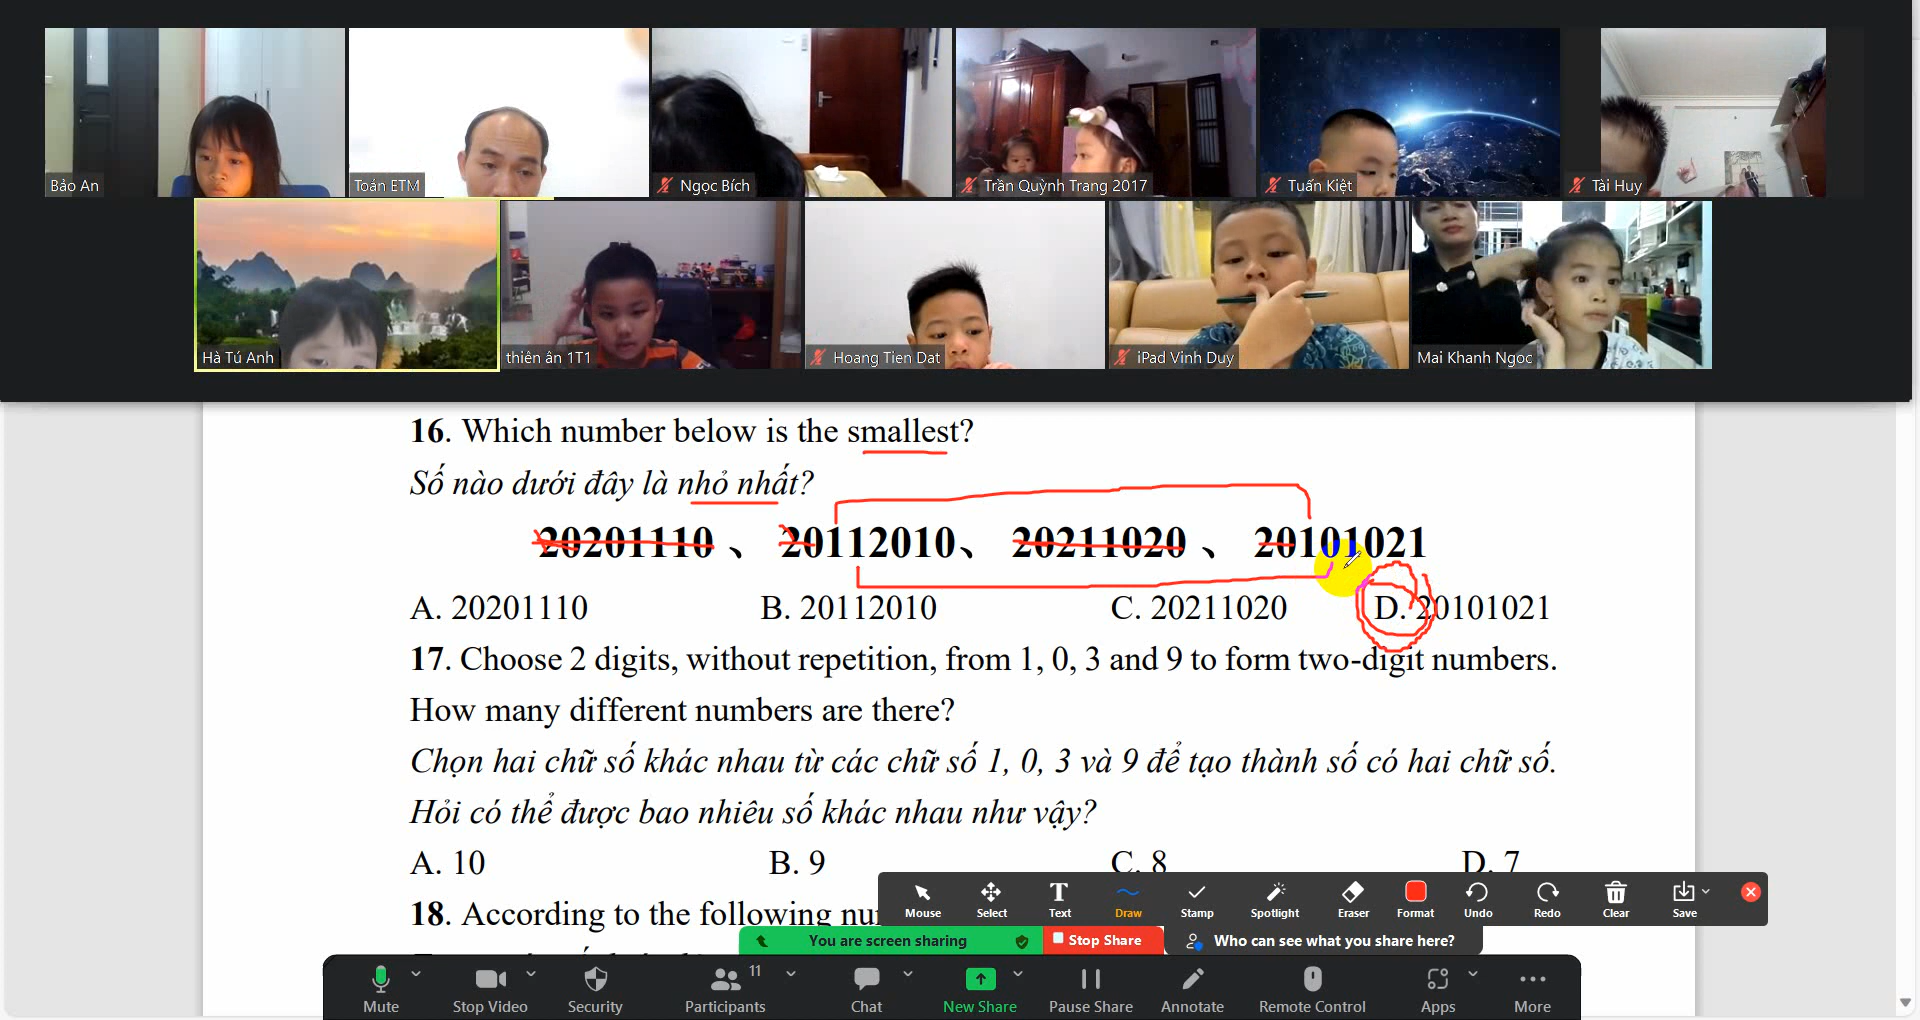 Bảo An
Toán ETM
Ngọc Bích
Trần Quỳnh Trang 2017
Tuấn Kiệt
Tài Huy
Hà Tú Anh
thiên ân 1T1
Hoang Tien Dat
iPad Vinh Duy
Mai Khanh Ngoc
16. Which number below is the smallest?
Số nào dưới đây là nhỏ nhất?
20201110 、 20112010、 20211020 、 20101021
A. 20201110 B. 20112010 C. 20211020 D. 20101021
17. Choose 2 digits, without repetition, from 1, 0, 3 and 9 to form two-digit numbers.
How many different numbers are there?
Chọn hai chữ số khác nhau từ các chữ số 1, 0, 3 và 9 để tạo thành số có hai chữ số.
Hỏi có thể được bao nhiêu số khác nhau như vậy?
A. 10 B. 9 C. 8 D. 7
18. According to the following
Mouse Select Text Draw Stamp Spotlight Eraser Format Undo Redo Clear Save
You are screen sharing Stop Share Who can see what you share here?
11
Mute Stop Video Security Participants Chat New Share Pause Share Annotate Remote Control Apps More